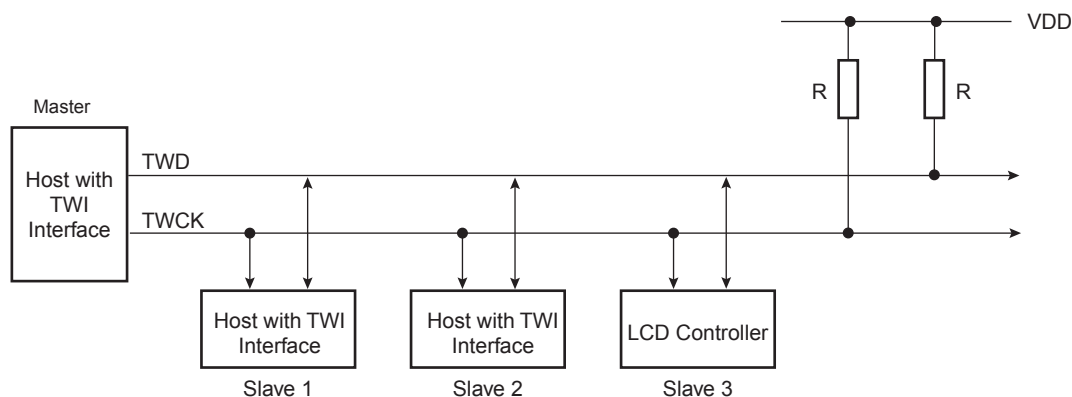 VDD
R
R
Master
Host with
TWI
Interface
TWD
TWCK
Host with TWI
Interface
Slave 1
Host with TWI
Interface
Slave 2
LCD Controller
Slave 3